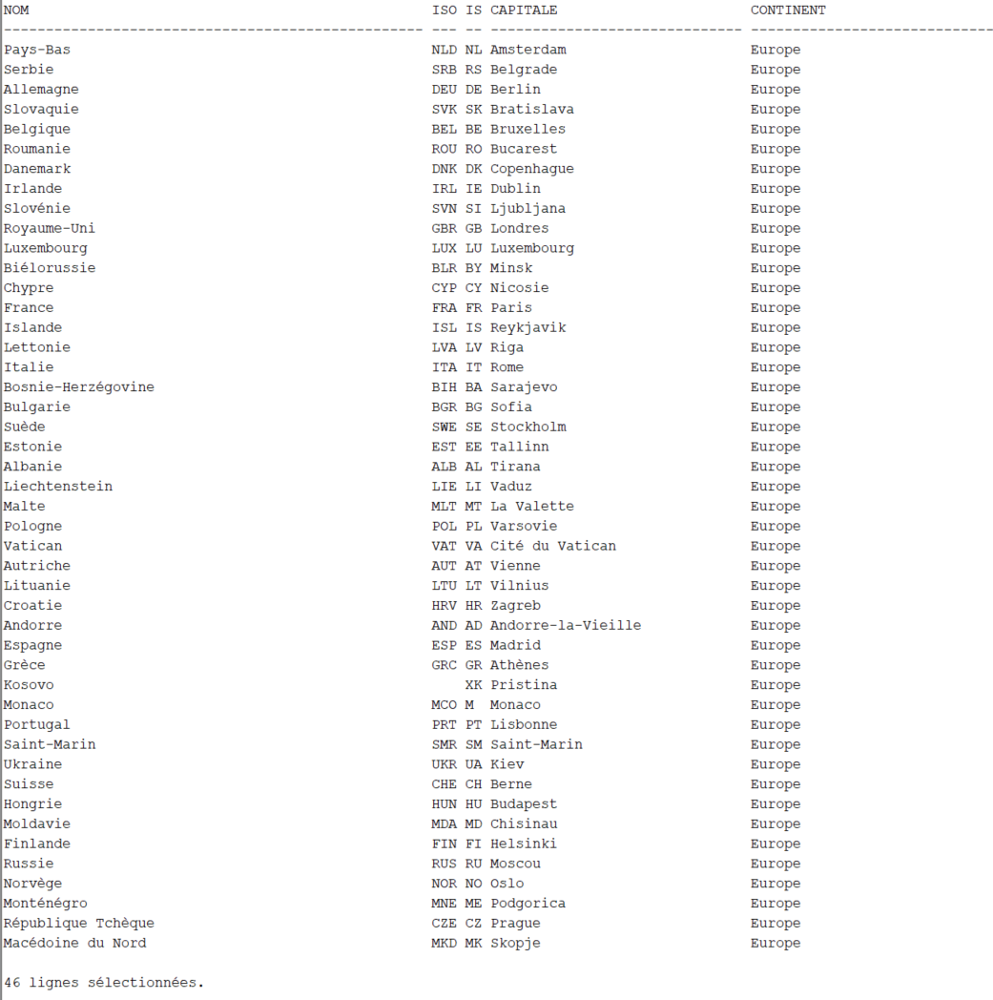 NOM                                                ISO IS CAPITALE                       CONTINENT
-------------------------------------------------- --- -- ------------------------------ -----------------------------
Pays-Bas                                           NLD NL Amsterdam                      Europe
Serbie                                             SRB RS Belgrade                       Europe
Allemagne                                          DEU DE Berlin                         Europe
Slovaquie                                          SVK SK Bratislava                     Europe
Belgique                                           BEL BE Bruxelles                      Europe
Roumanie                                           ROU RO Bucarest                       Europe
Danemark                                           DNK DK Copenhague                     Europe
Irlande                                            IRL IE Dublin                         Europe
Slovénie                                           SVN SI Ljubljana                      Europe
Royaume-Uni                                        GBR GB Londres                        Europe
Luxembourg                                         LUX LU Luxembourg                     Europe
Biélorussie                                        BLR BY Minsk                          Europe
Chypre                                             CYP CY Nicosie                        Europe
France                                             FRA FR Paris                          Europe
Islande                                            ISL IS Reykjavik                      Europe
Lettonie                                           LVA LV Riga                           Europe
Italie                                             ITA IT Rome                           Europe
Bosnie-Herzégovine                                 BIH BA Sarajevo                       Europe
Bulgarie                                           BGR BG Sofia                          Europe
Suède                                              SWE SE Stockholm                      Europe
Estonie                                            EST EE Tallinn                        Europe
Albanie                                            ALB AL Tirana                         Europe
Liechtenstein                                      LIE LI Vaduz                          Europe
Malte                                              MLT MT La Valette                     Europe
Pologne                                            POL PL Varsovie                       Europe
Vatican                                            VAT VA Cité du Vatican                Europe
Autriche                                           AUT AT Vienne                         Europe
Lituanie                                           LTU LT Vilnius                        Europe
Croatie                                            HRV HR Zagreb                         Europe
Andorre                                            AND AD Andorre-la-Vieille             Europe
Espagne                                            ESP ES Madrid                         Europe
Grèce                                              GRC GR Athènes                        Europe
Kosovo                                                 XK Pristina                       Europe
Monaco                                             MCO M  Monaco                         Europe
Portugal                                           PRT PT Lisbonne                       Europe
Saint-Marin                                        SMR SM Saint-Marin                    Europe
Ukraine                                            UKR UA Kiev                           Europe
Suisse                                             CHE CH Berne                          Europe
Hongrie                                            HUN HU Budapest                       Europe
Moldavie                                           MDA MD Chisinau                       Europe
Finlande                                           FIN FI Helsinki                       Europe
Russie                                             RUS RU Moscou                         Europe
Norvège                                            NOR NO Oslo                           Europe
Monténégro                                         MNE ME Podgorica                      Europe
République Tchèque                                 CZE CZ Prague                         Europe
Macédoine du Nord                                  MKD MK Skopje                         Europe

46 lignes sélectionnées.